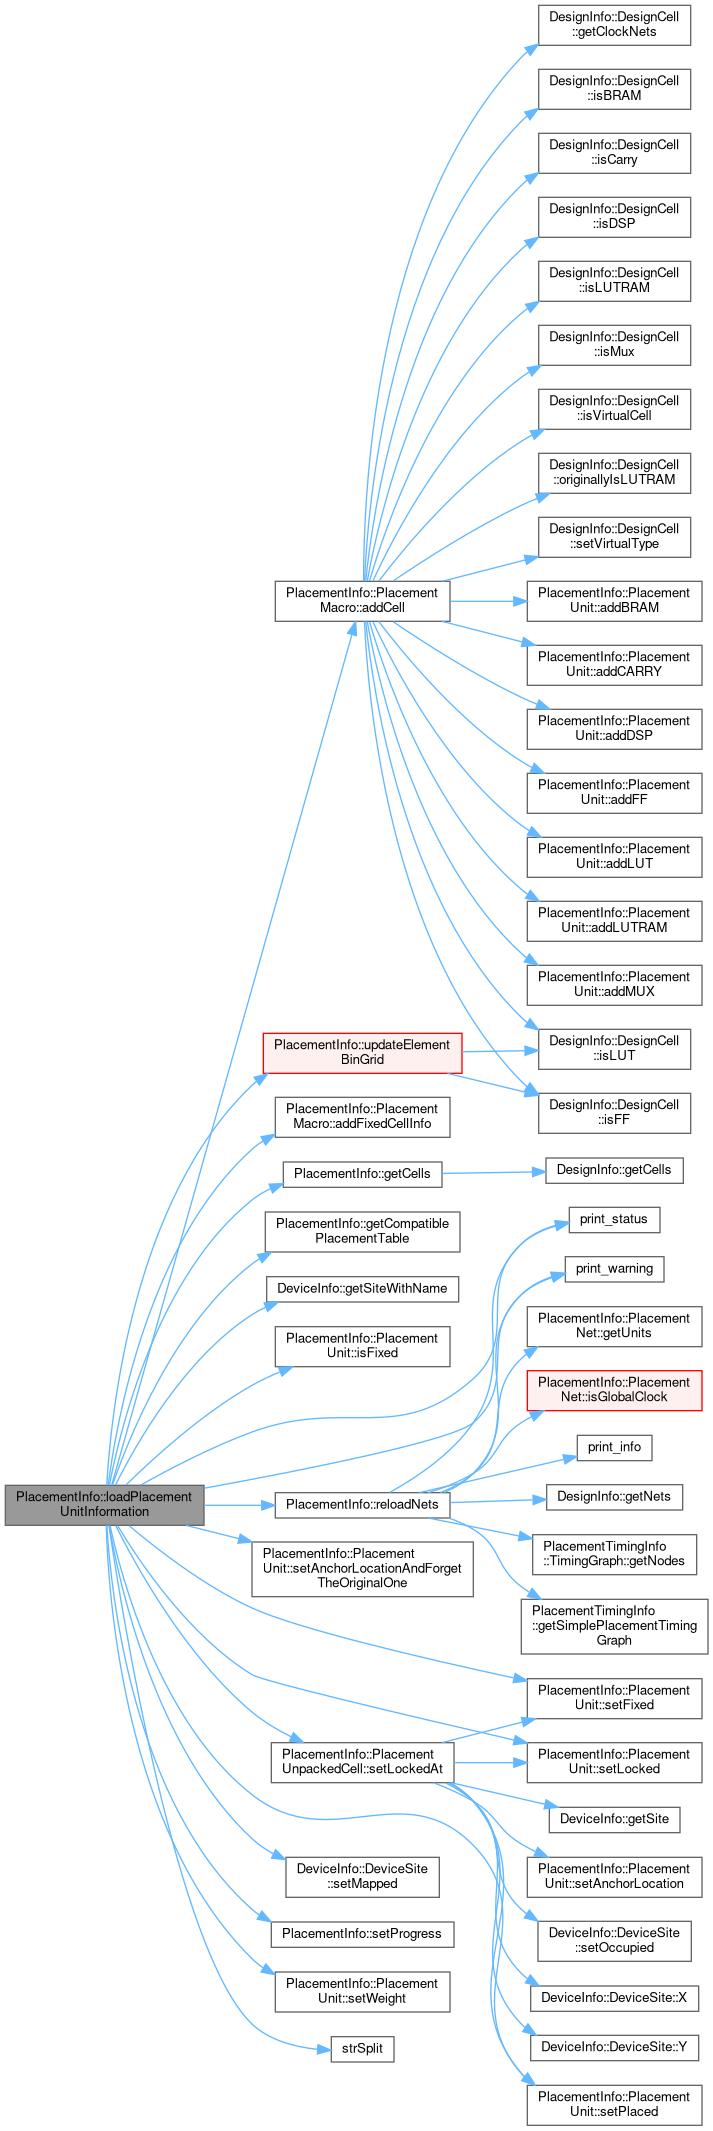 DesignInfo::DesignCell
::getClockNets
DesignInfo::DesignCell
::isBRAM
DesignInfo::DesignCell
::isCarry
DesignInfo::DesignCell
::isDSP
DesignInfo::DesignCell
::isLUTRAM
DesignInfo::DesignCell
::isMux
DesignInfo::DesignCell
::isVirtualCell
DesignInfo::DesignCell
::originallyIsLUTRAM
DesignInfo::DesignCell
::setVirtualType
PlacementInfo::Placement
Macro::addCell
PlacementInfo::Placement
Unit::addBRAM
PlacementInfo::Placement
Unit::addCARRY
PlacementInfo::Placement
Unit::addDSP
PlacementInfo::Placement
Unit::addFF
PlacementInfo::Placement
Unit::addLUT
PlacementInfo::Placement
Unit::addLUTRAM
PlacementInfo::Placement
Unit::addMUX
PlacementInfo::updateElement
BinGrid
DesignInfo::DesignCell
::isLUT
DesignInfo::DesignCell
::isFF
PlacementInfo::Placement
Macro::addFixedCellInfo
PlacementInfo::getCells
DesignInfo::getCells
PlacementInfo::getCompatible
PlacementTable
print_status
DeviceInfo::getSiteWithName
print_warning
PlacementInfo::Placement
Unit::isFixed
PlacementInfo::Placement
Net::getUnits
PlacementInfo::Placement
Net::isGlobalClock
print_info
PlacementInfo::loadPlacement
UnitInformation
PlacementInfo::reloadNets
DesignInfo::getNets
PlacementInfo::Placement
Unit::setAnchorLocationAndForget
TheOriginalOne
PlacementTimingInfo
::TimingGraph::getNodes
PlacementTimingInfo
::getSimplePlacementTiming
Graph
PlacementInfo::Placement
Unit::setFixed
PlacementInfo::Placement
UnpackedCell::setLockedAt
PlacementInfo::Placement
Unit::setLocked
DeviceInfo::getSite
DeviceInfo::DeviceSite
::setMapped
PlacementInfo::Placement
Unit::setAnchorLocation
PlacementInfo::setProgress
DeviceInfo::DeviceSite
::setOccupied
PlacementInfo::Placement
Unit::setWeight
DeviceInfo::DeviceSite::X
strSplit
DeviceInfo::DeviceSite::Y
PlacementInfo::Placement
Unit::setPlaced